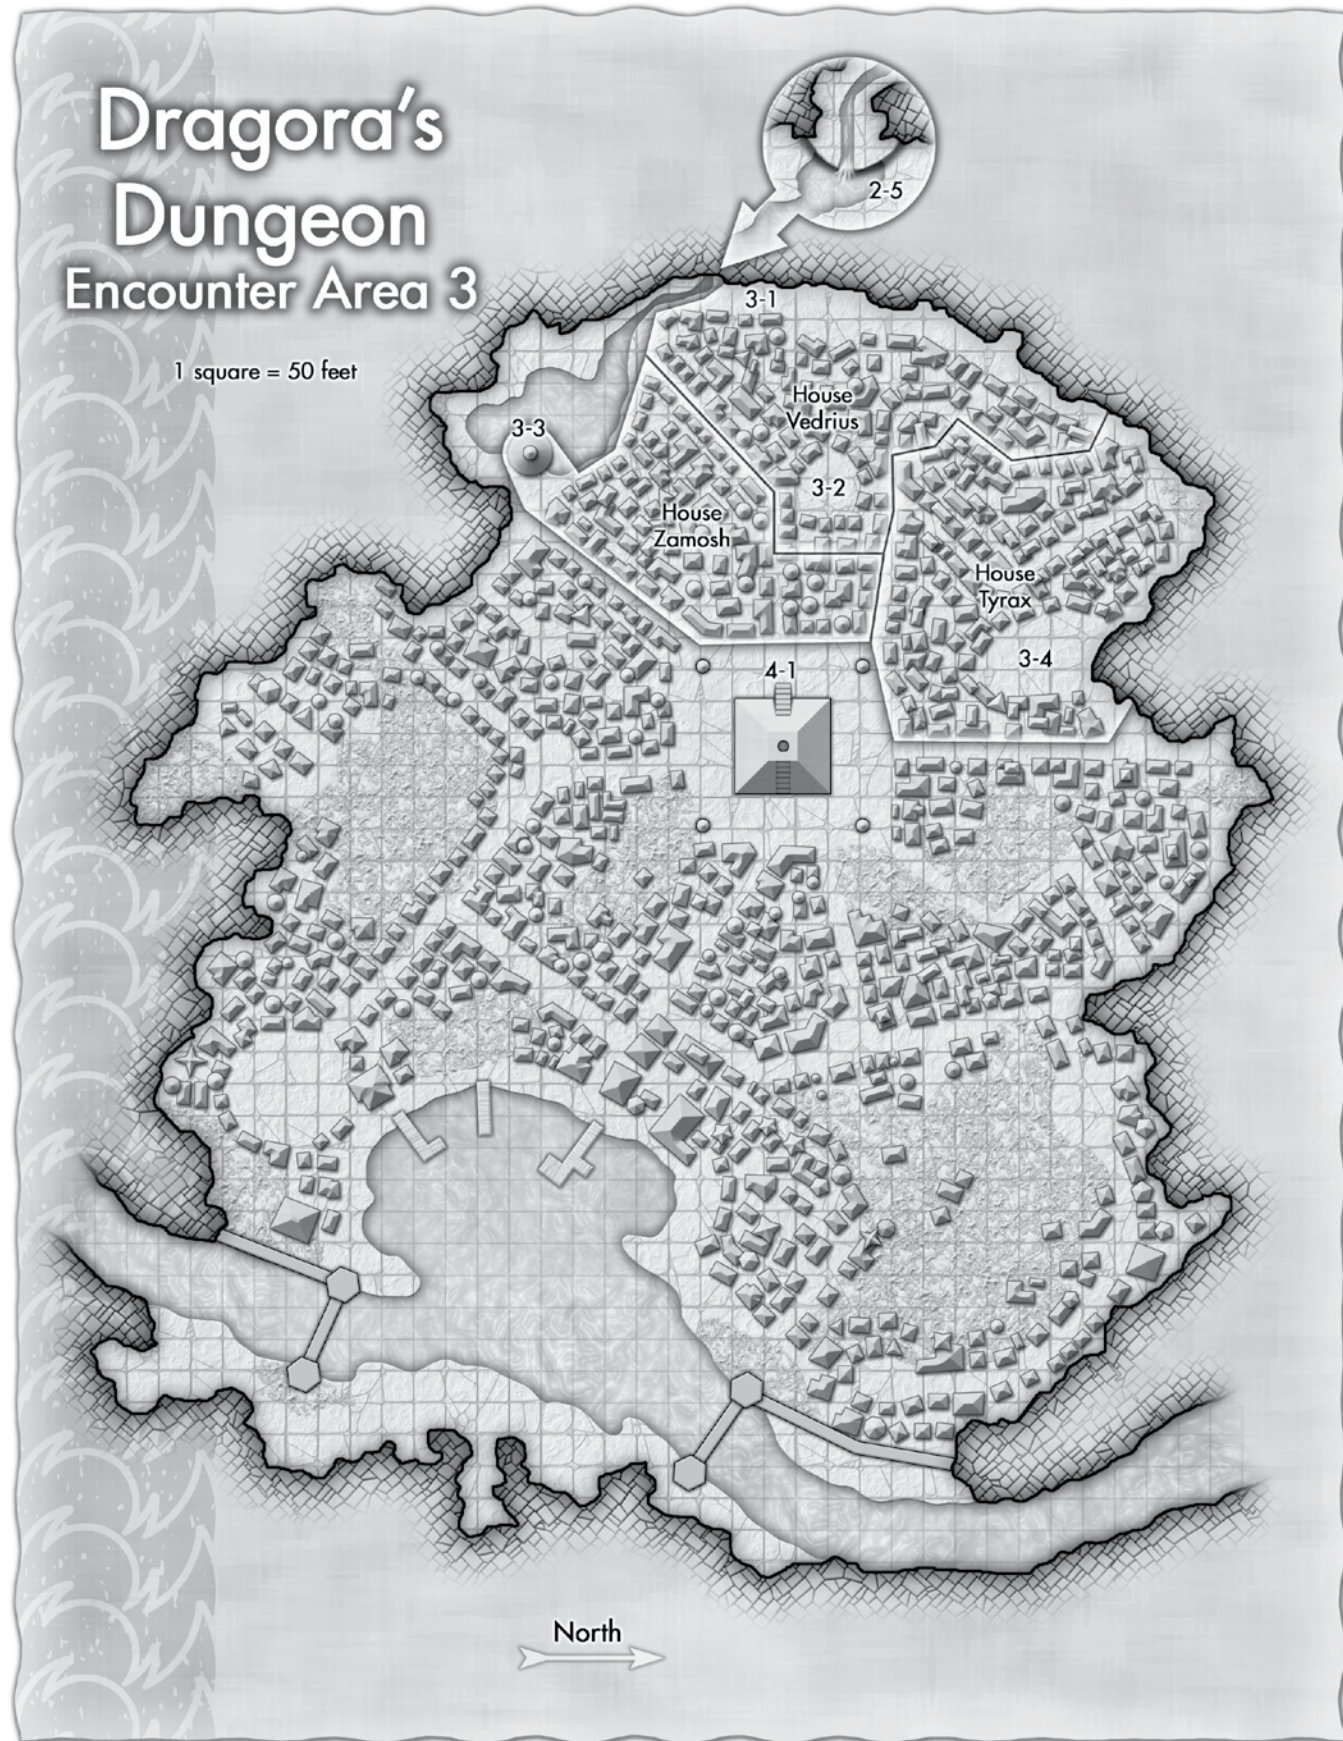 Dragora's
Dungeon
Encounter Area 3
1 square = 50 feet
2-5
3-1
House
Vedrius
3-3
3-2
House
Zamosh
House
Tyrax
3-4
4-1
North